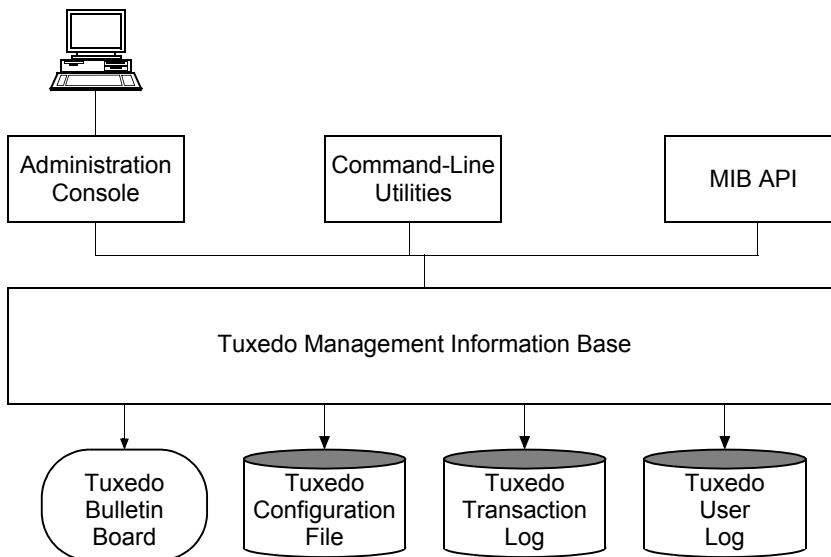 Administration
Console
Command-Line
Utilities
MIB API
Tuxedo Management Information Base
Tuxedo
Bulletin
Board
Tuxedo
Configuration
File
Tuxedo
Transaction
Log
Tuxedo
User
Log